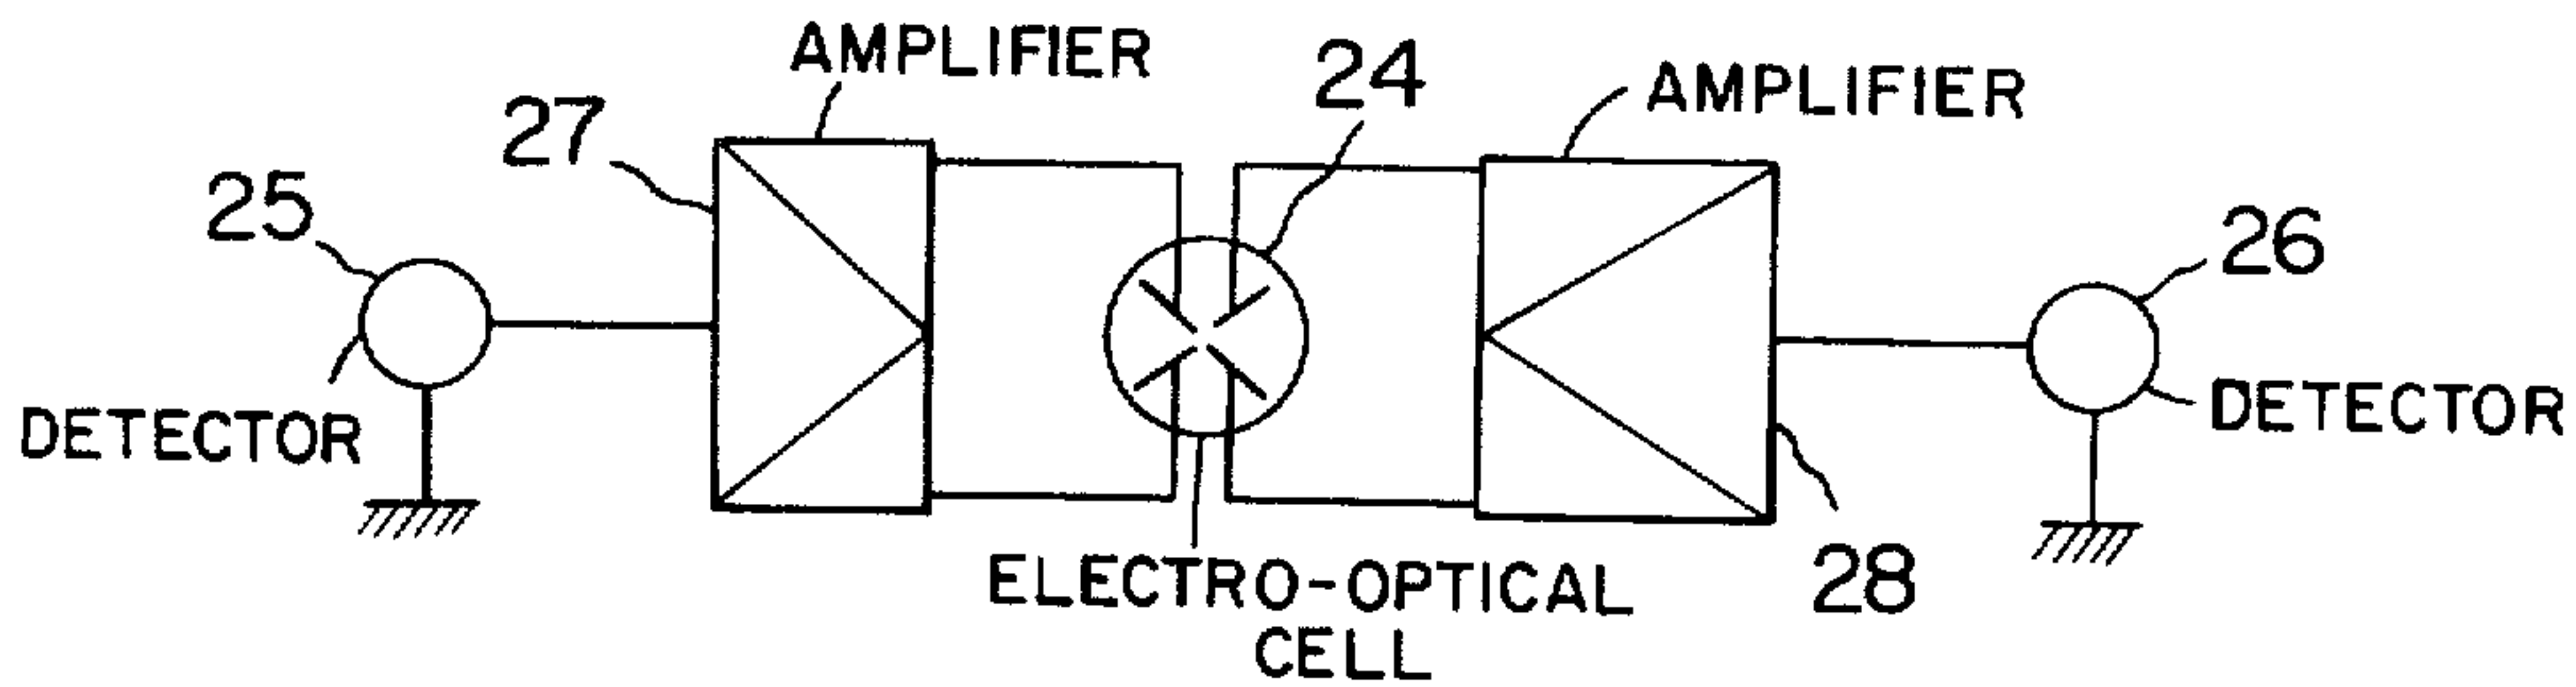 AMPLIFIER
24
AMPLIFIER
27
25
26
DETECTOR
DETECTOR
ELECTRO-OPTICAL
CELL
28